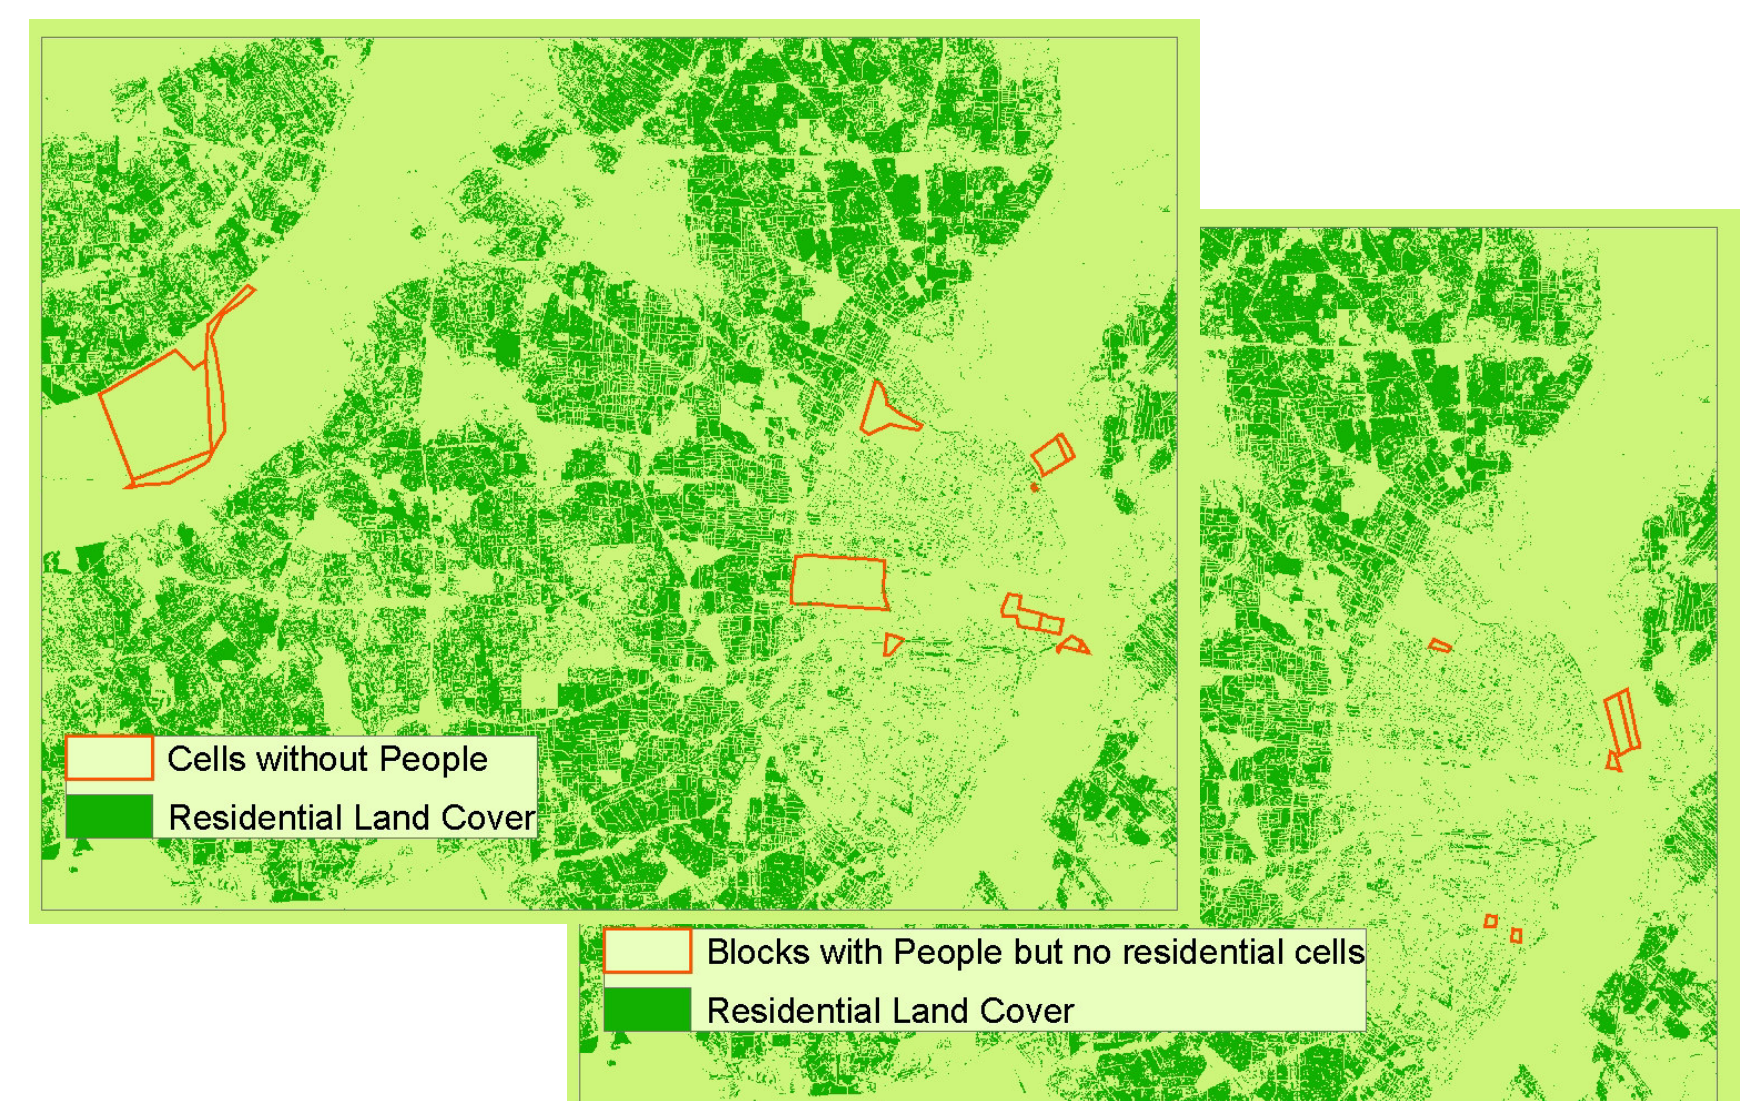 Cells without People
Residential Land Cover
Blocks with People but no residential cells
Residential Land Cover